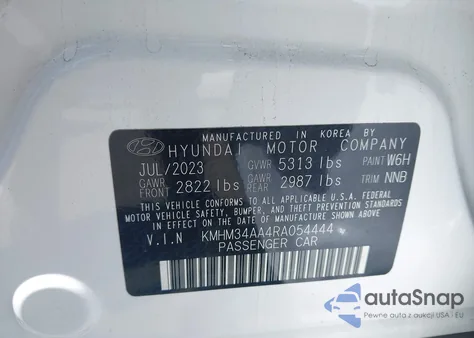 MANUFACTURED IN KOREA
HYUNDAI MOTOR COMPANY
JUL/2023 GVWR 5313 lbs PAINT W6H
GAWR FRONT 2822 lbs GAWR REAR 2987 lbs TRIM NNB
THIS VEHICLE CONFORMS TO ALL APPLICABLE U.S.A. FEDERAL
MOTOR VEHICLE SAFETY, BUMPER, AND THEFT PREVENTION STANDARDS
IN EFFECT ON THE DATE OF MANUFACTURE SHOWN ABOVE.
V.I.N KMHM34AA4RA054444
PASSENGER CAR
autoSnap
Pewne auta z aukcji USA i EU